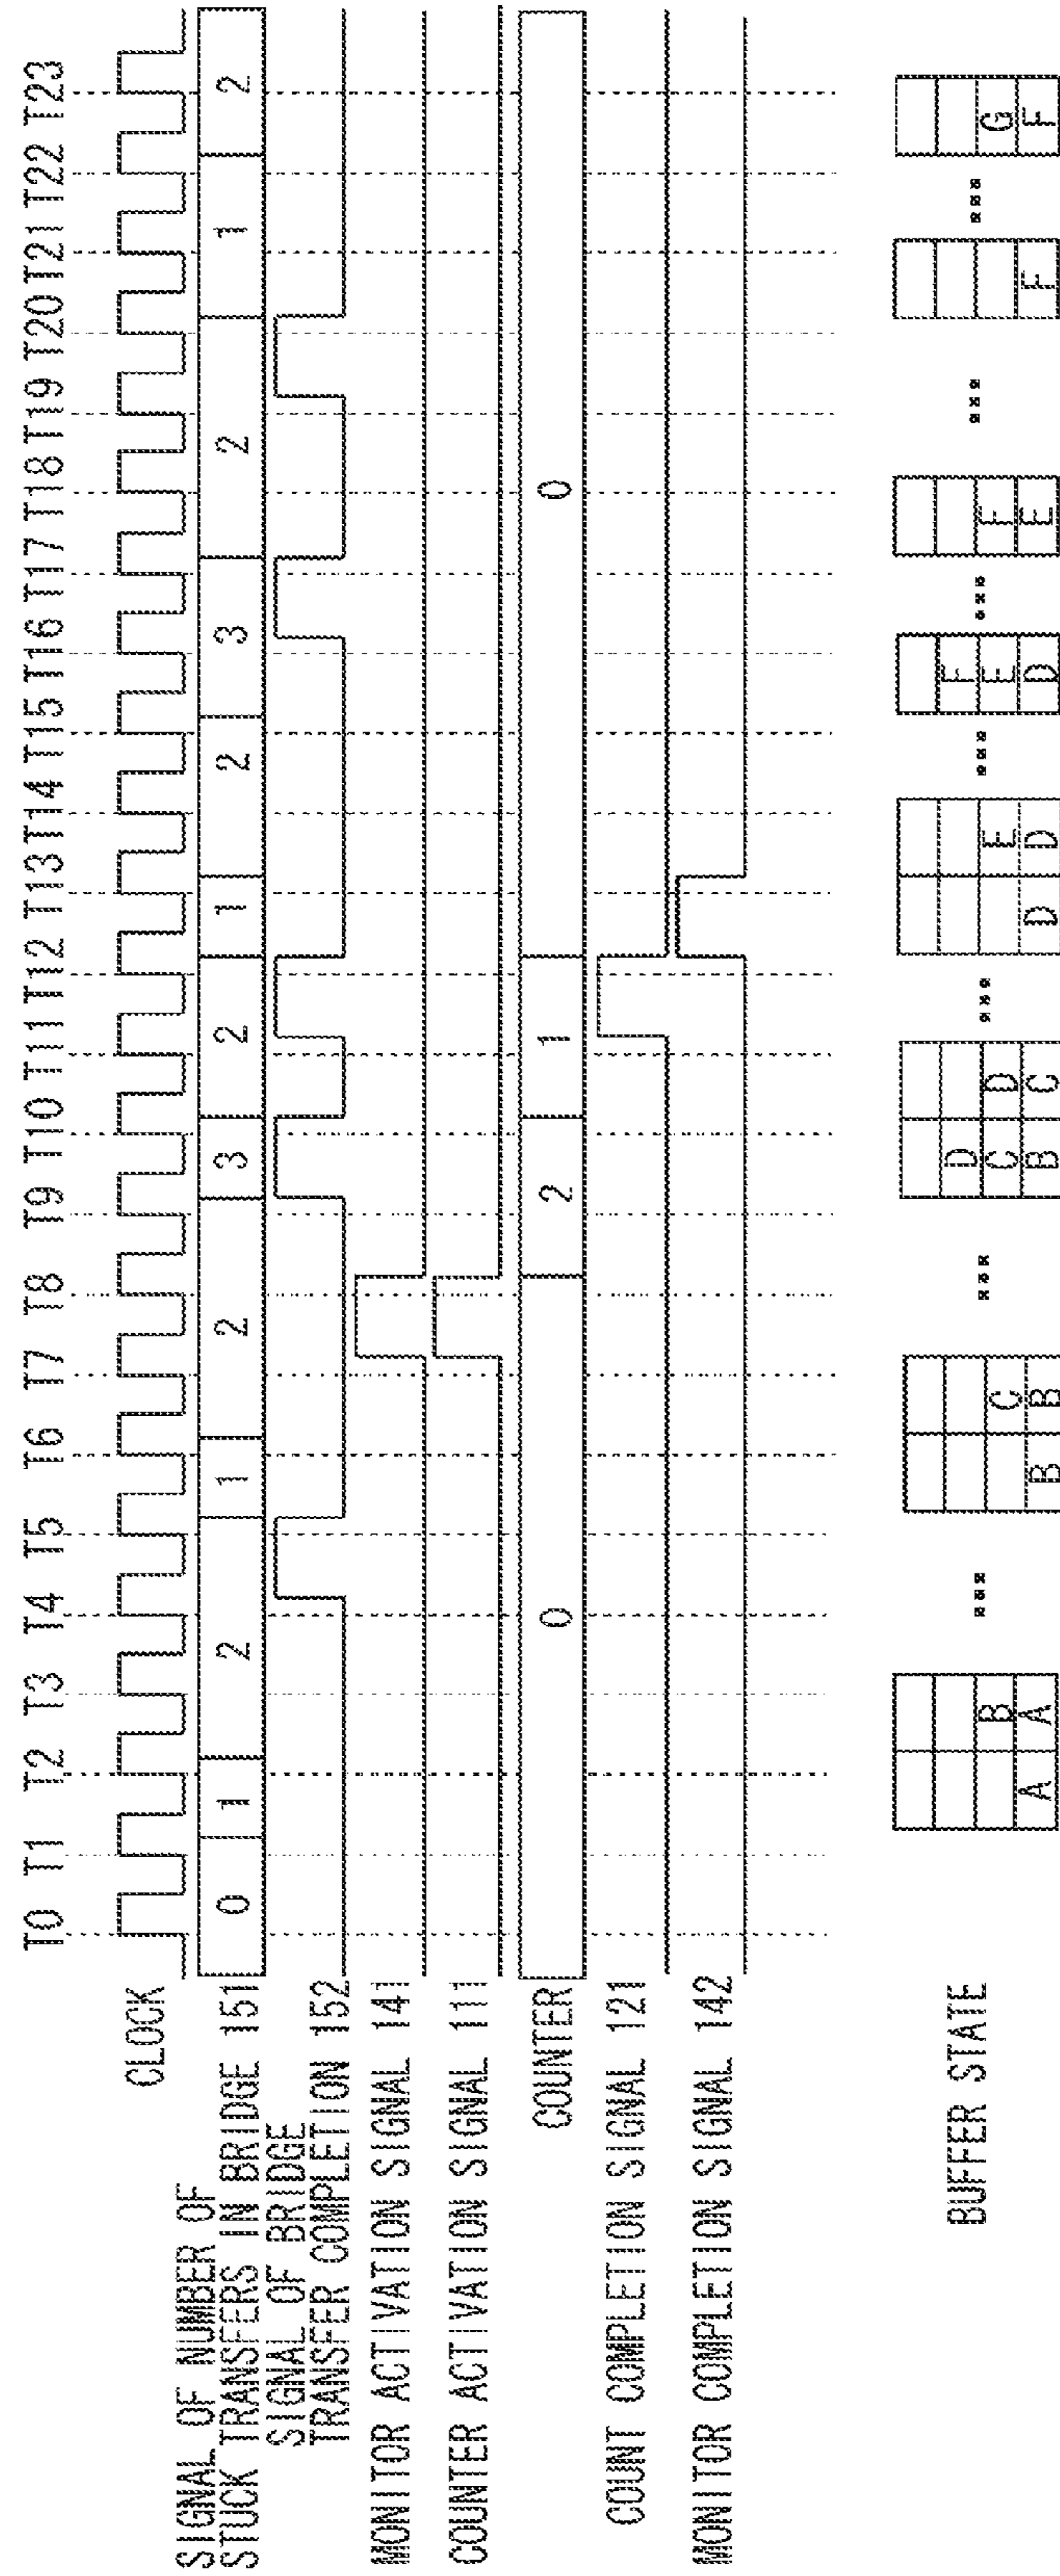 T0 T1 T2 T3 T4 T5 T6 T7 T8 T9 T10 T11 T12 T13 T14 T15 T16 T17 T18 T19 T20 T21 T22 T23
CLOCK
SIGNAL OF NUMBER OF
STUCK TRANSFERS IN BRIDGE 151
0 1 2 1 2 3 2 1 2 3 2 1 2
SIGNAL OF BRIDGE
TRANSFER COMPLETION 152
MONITOR ACTIVATION SIGNAL 141
COUNTER ACTIVATION SIGNAL 111
COUNTER
0 2 1 0
COUNT COMPLETION SIGNAL 121
MONITOR COMPLETION SIGNAL 142
BUFFER STATE
D F
B C C D E E F G
A A B B B C D D D E F F